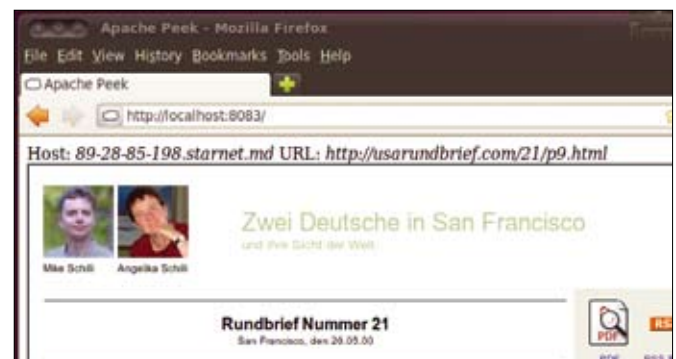 Apache Peek - Mozilla Firefox
File Edit View History Bookmarks Tools Help
Apache Peek
http://localhost:8083/
Host: 89-28-85-198.starnet.md URL: http://usarundbrief.com/21/p9.html
Zwei Deutsche in San Francisco
und ihre Sicht der Welt
Mike Schilli Angelika Schilli
Rundbrief Nummer 21
San Francisco, den 26.05.00
PDF